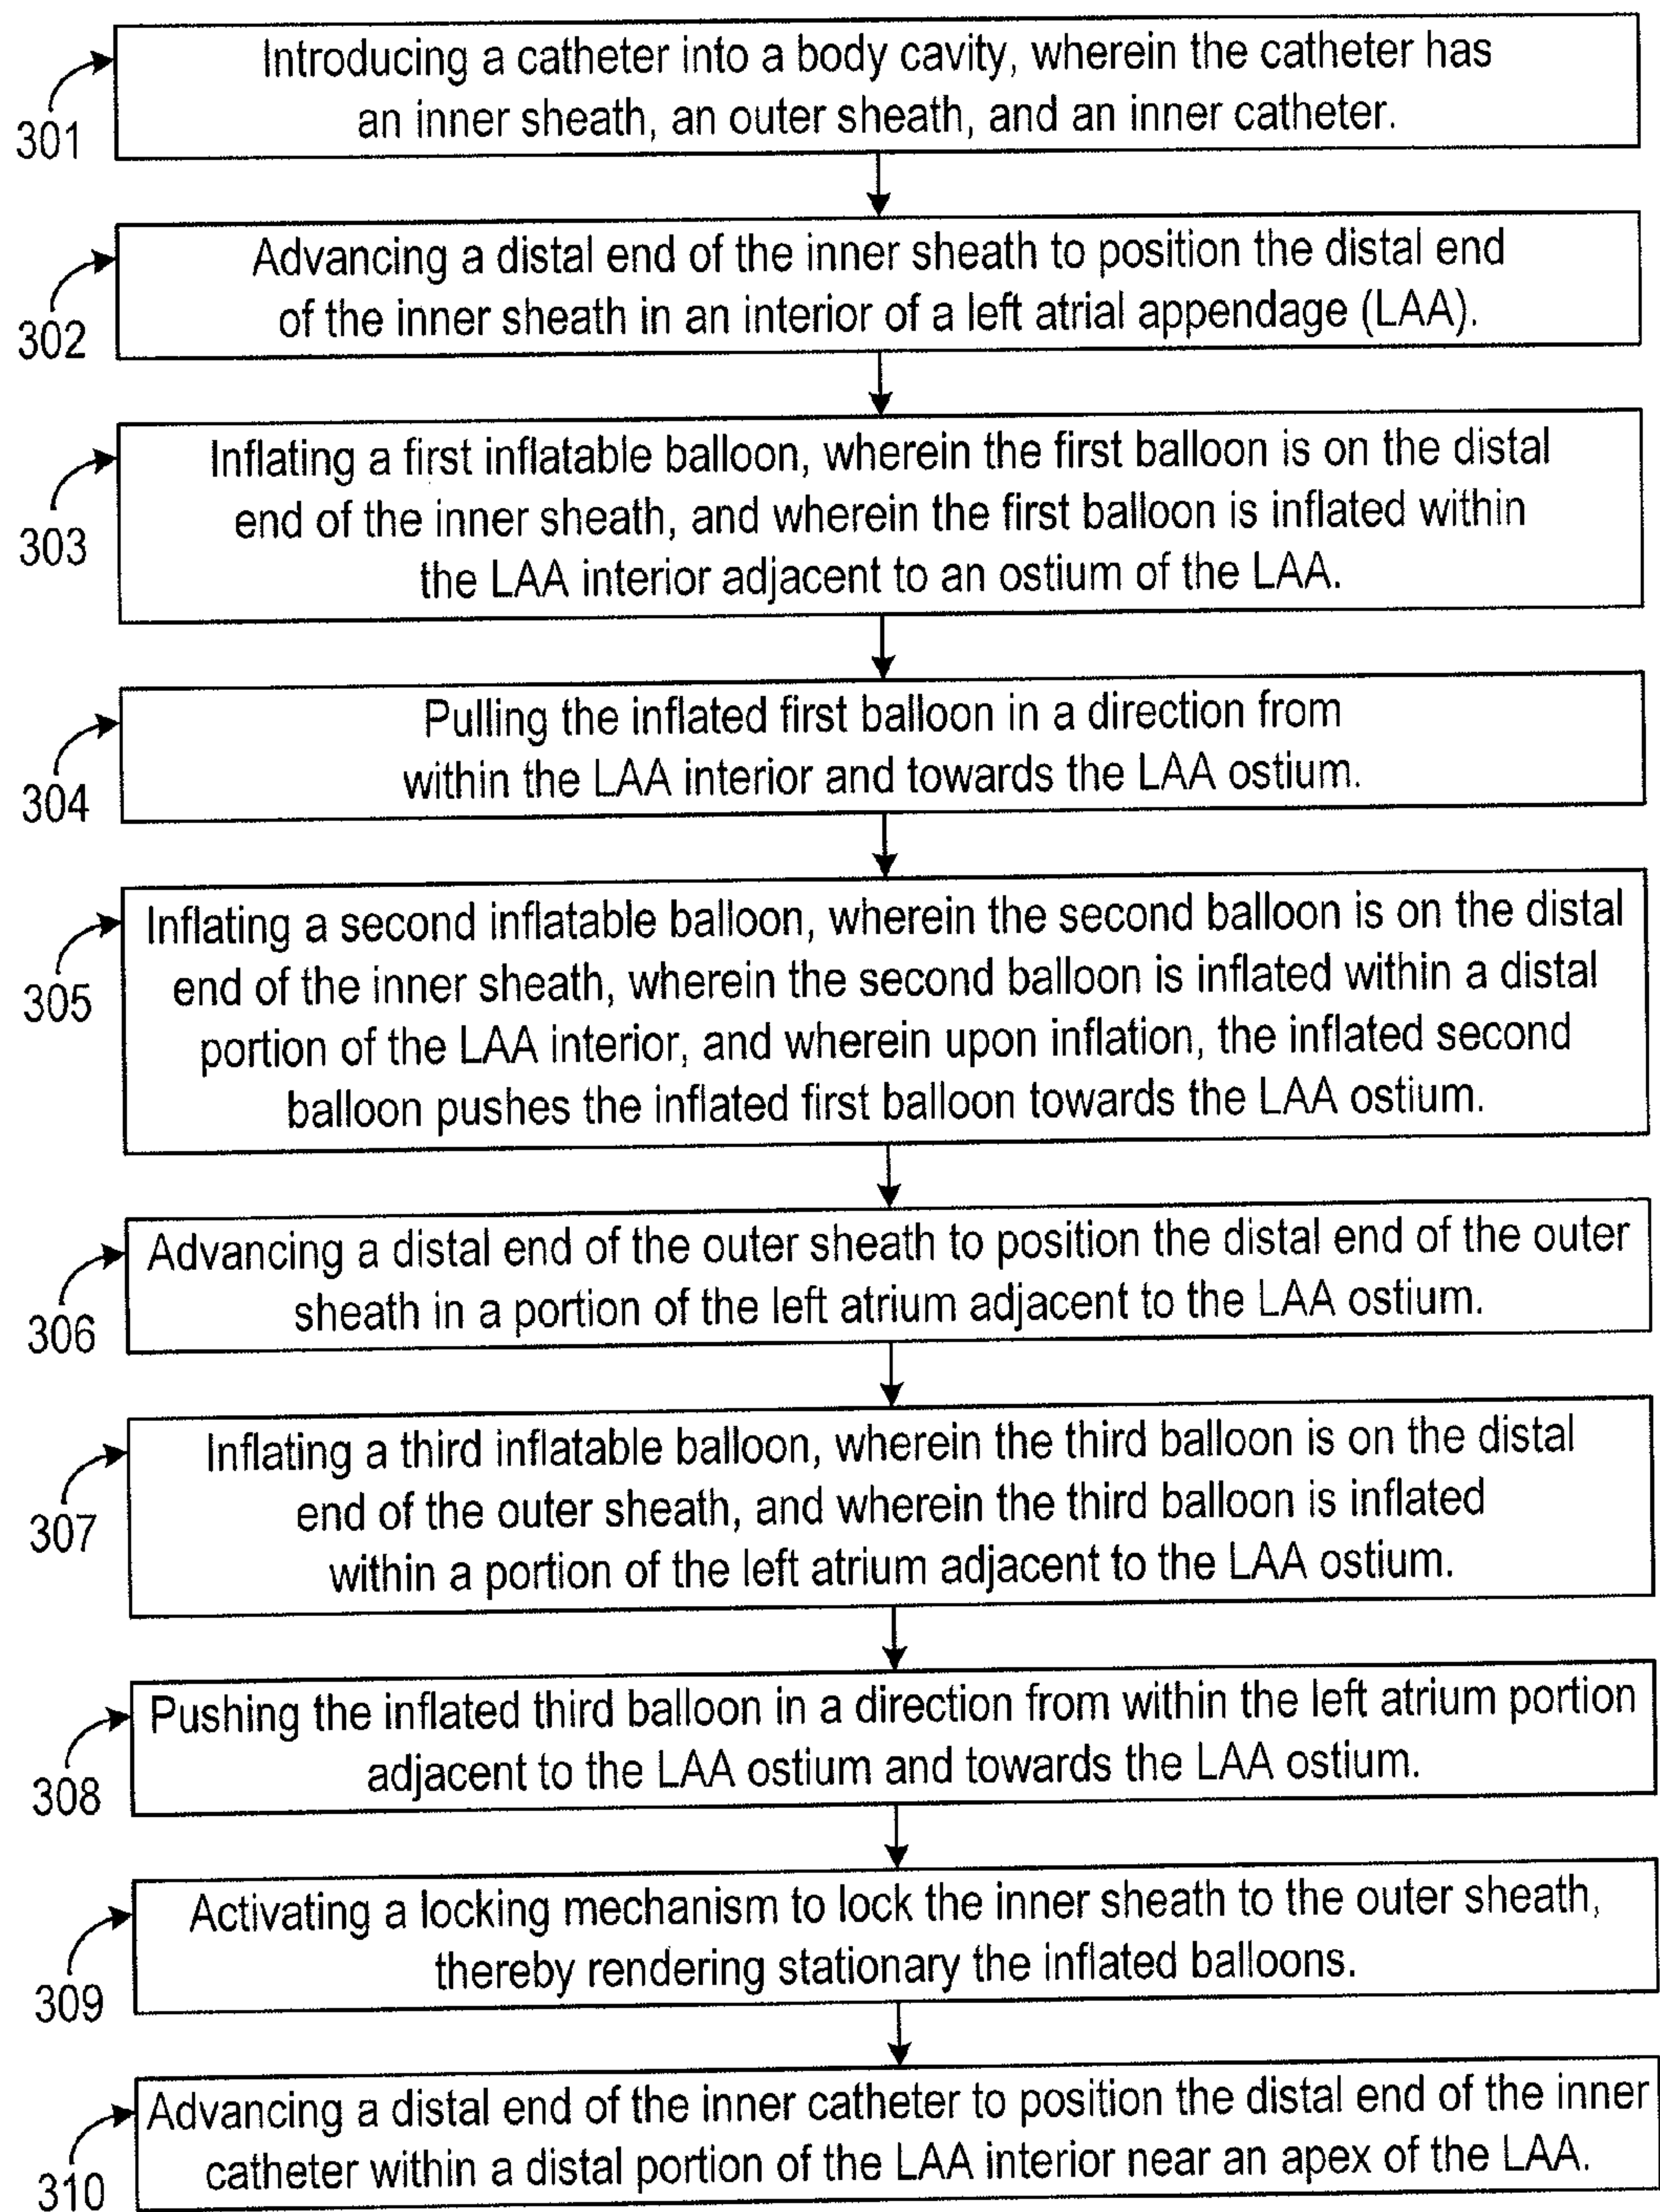 Introducing a catheter into a body cavity, wherein the catheter has
an inner sheath, an outer sheath, and an inner catheter.
301
Advancing a distal end of the inner sheath to position the distal end
of the inner sheath in an interior of a left atrial appendage (LAA).
302
Inflating a first inflatable balloon, wherein the first balloon is on the distal
end of the inner sheath, and wherein the first balloon is inflated within
the LAA interior adjacent to an ostium of the LAA.
303
Pulling the inflated first balloon in a direction from
within the LAA interior and towards the LAA ostium.
304
Inflating a second inflatable balloon, wherein the second balloon is on the distal
end of the inner sheath, wherein the second balloon is inflated within a distal
portion of the LAA interior, and wherein upon inflation, the inflated second
balloon pushes the inflated first balloon towards the LAA ostium.
305
Advancing a distal end of the outer sheath to position the distal end of the outer
sheath in a portion of the left atrium adjacent to the LAA ostium.
306
Inflating a third inflatable balloon, wherein the third balloon is on the distal
end of the outer sheath, and wherein the third balloon is inflated
within a portion of the left atrium adjacent to the LAA ostium.
307
Pushing the inflated third balloon in a direction from within the left atrium portion
adjacent to the LAA ostium and towards the LAA ostium.
308
Activating a locking mechanism to lock the inner sheath to the outer sheath,
thereby rendering stationary the inflated balloons.
309
Advancing a distal end of the inner catheter to position the distal end of the inner
catheter within a distal portion of the LAA interior near an apex of the LAA.
310